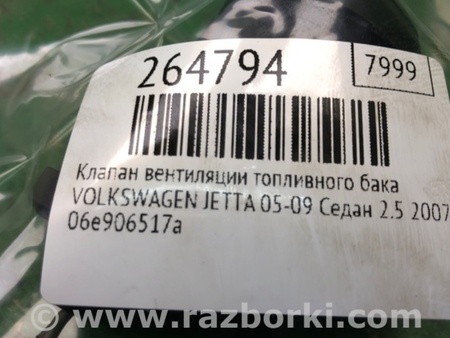 264794
7999
Клапан вентиляции топливного бака
VOLKSWAGEN JETTA 05-09 Седан 2.5 2007
06e906517a
www.razborki.com